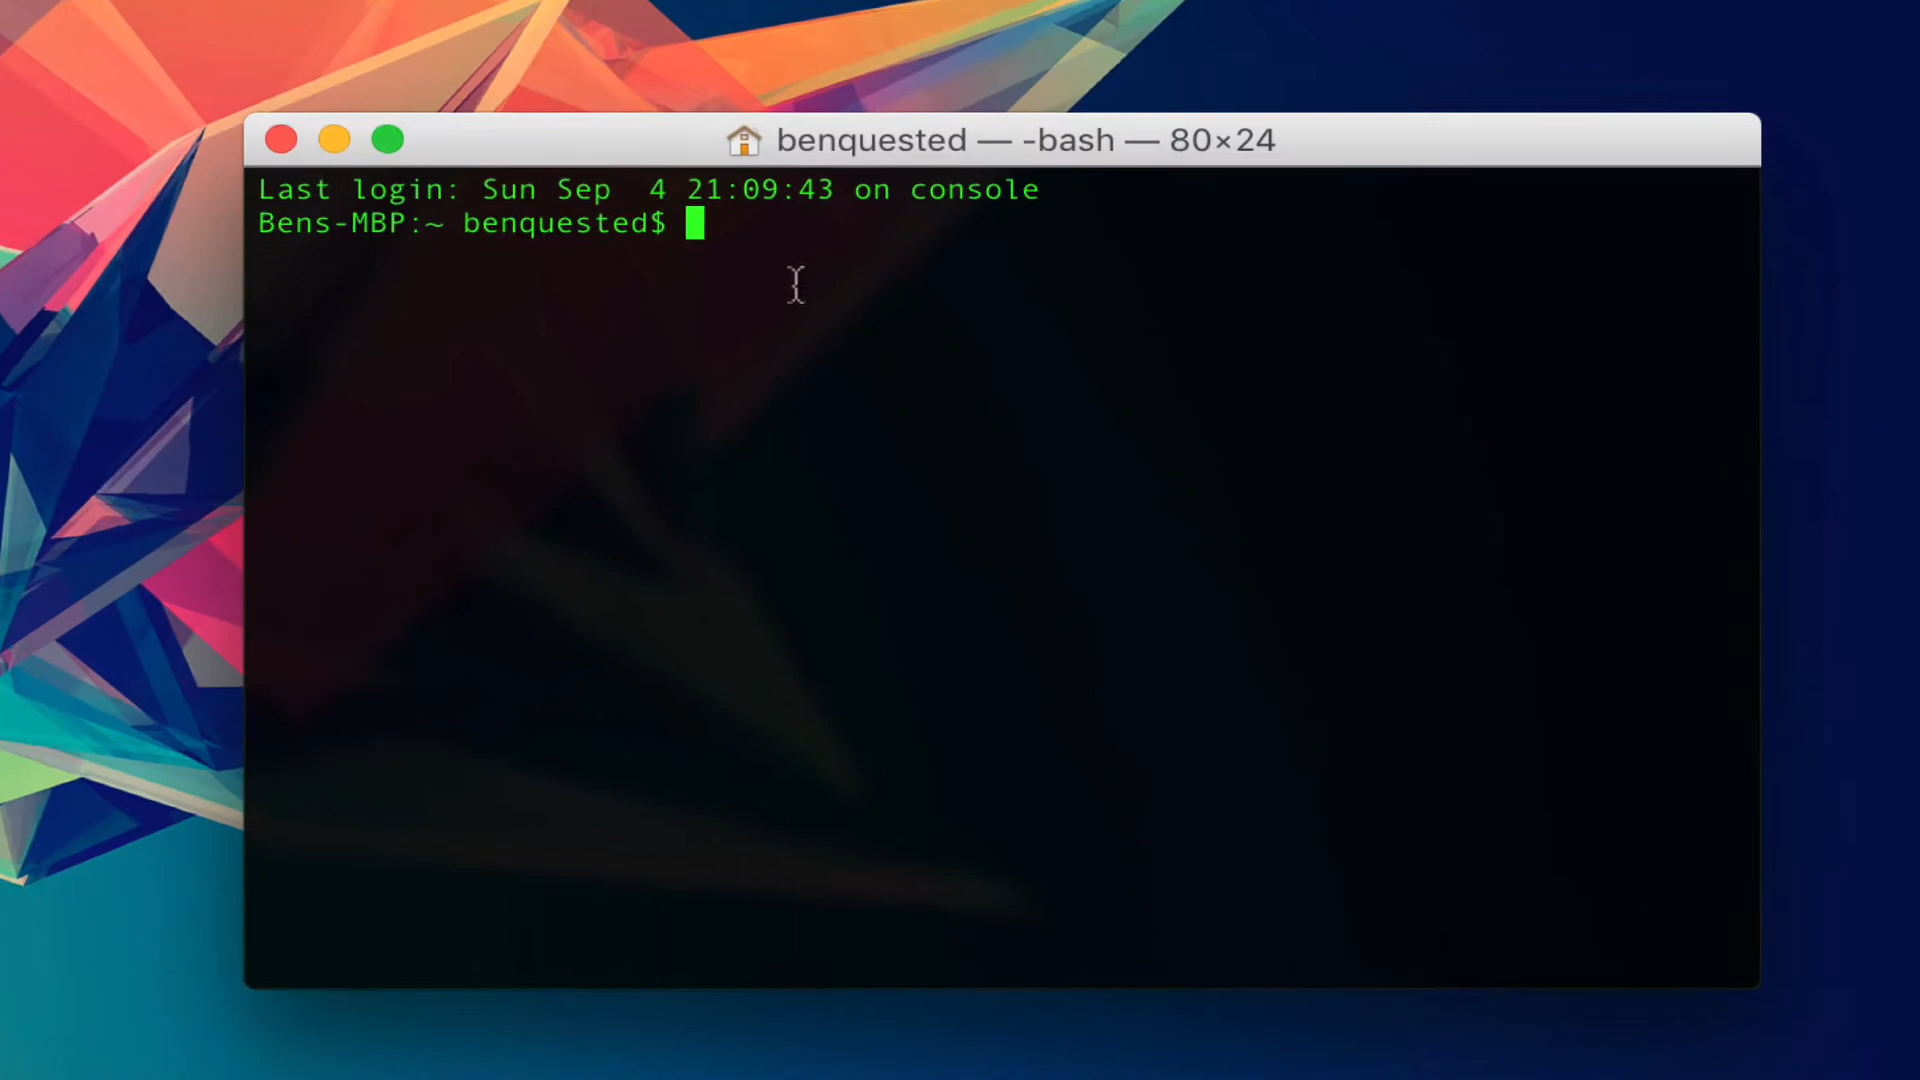 benquested — -bash — 80×24
Last login: Sun Sep  4 21:09:43 on console
Bens-MBP:~ benquested$